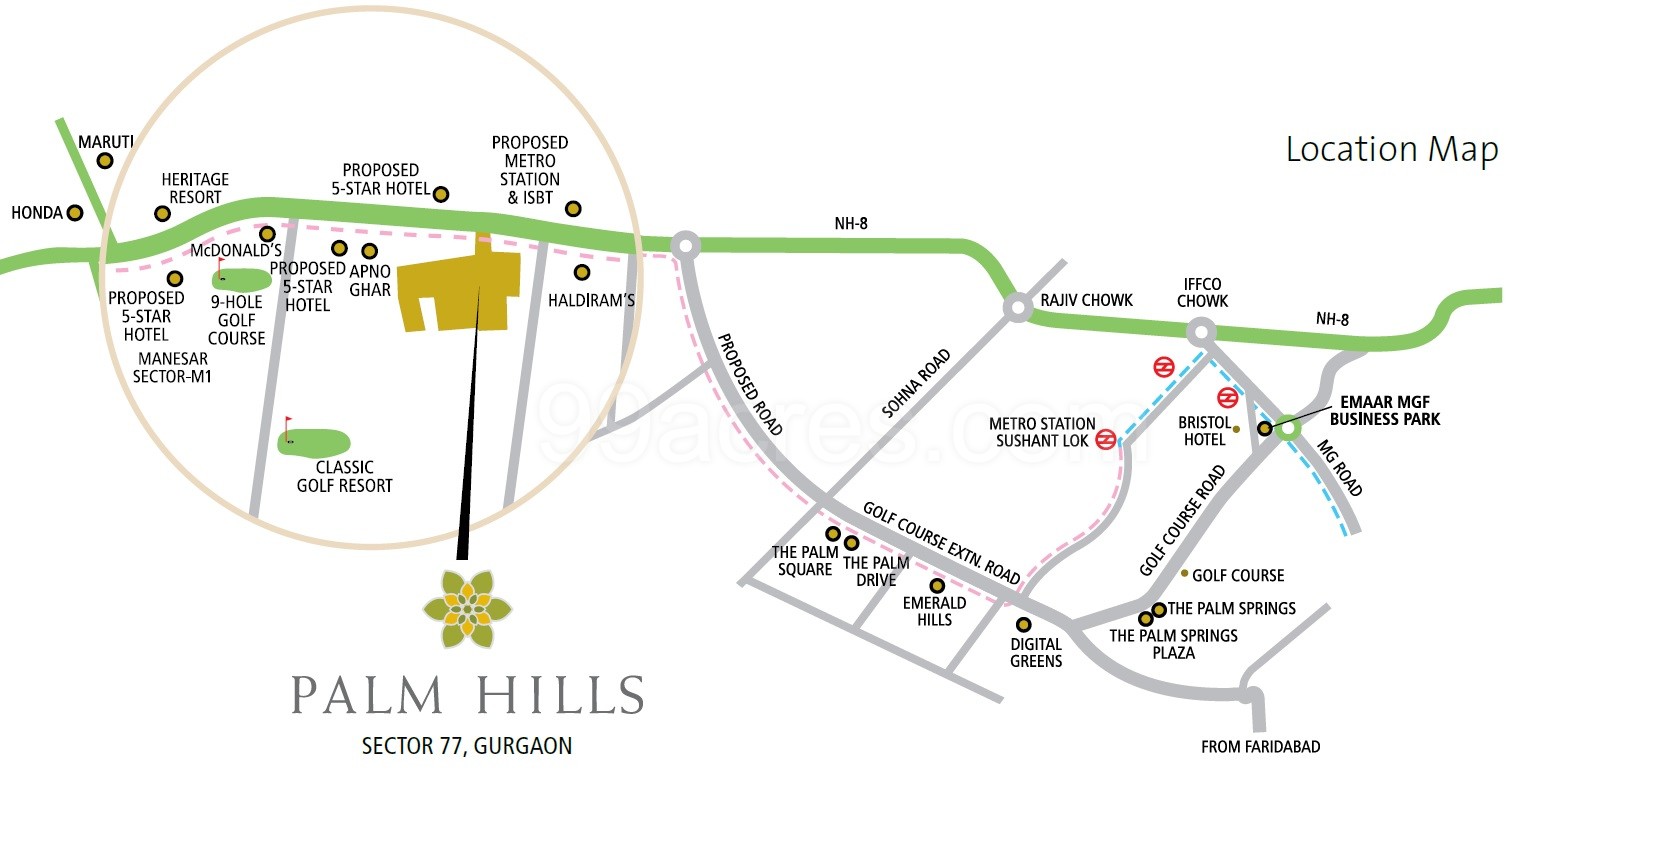 Location Map
MARUTI
HONDA
HERITAGE
RESORT
PROPOSED
5-STAR HOTEL
PROPOSED
METRO
STATION
& ISBT
McDONALD'S
PROPOSED
5-STAR
HOTEL
MANESAR
SECTOR-M1
9-HOLE
GOLF
COURSE
PROPOSED
5-STAR
HOTEL
APNO
GHAR
HALDIRAM'S
CLASSIC
GOLF RESORT
NH-8
RAJIV CHOWK
IFFCO
CHOWK
NH-8
PROPOSED ROAD
SOHNA ROAD
METRO STATION
SUSHANT LOK
BRISTOL
HOTEL
EMAAR MGF
BUSINESS PARK
MG ROAD
GOLF COURSE ROAD
GOLF COURSE EXTN. ROAD
THE PALM
SQUARE
THE PALM
DRIVE
EMERALD
HILLS
DIGITAL
GREENS
GOLF COURSE
THE PALM SPRINGS
THE PALM SPRINGS
PLAZA
FROM FARIDABAD
PALM HILLS
SECTOR 77, GURGAON
99acres.com